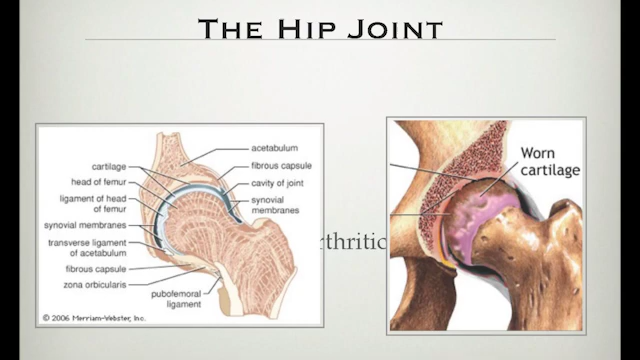 THE HIP JOINT
cartilage
head of femur
ligament of head
of femur
synovial membranes
transverse ligament
of acetabulum
fibrous capsule
zona orbicularis
pubofemoral
ligament
acetabulum
fibrous capsule
cavity of joint
synovial
membranes
© 2006 Merriam-Webster, Inc.
rthritic
Worn
cartilage